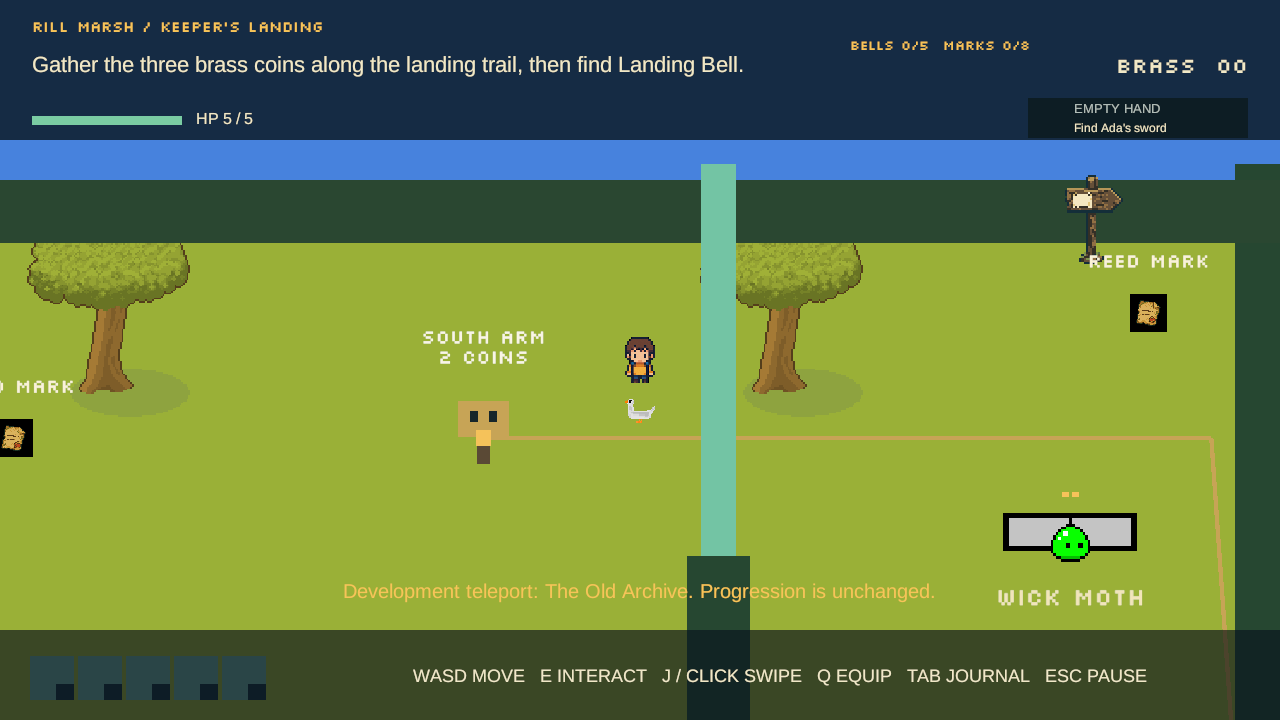 RILL MARSH / KEEPER'S LANDING
Gather the three brass coins along the landing trail, then find Landing Bell.
BELLS 0/5 MARKS 0/8
BRASS 00
HP 5 / 5
EMPTY HAND
Find Ada's sword
REED MARK
SOUTH ARM
2 COINS
MARK
WICK MOTH
Development teleport: The Old Archive. Progression is unchanged.
WASD MOVE E INTERACT J / CLICK SWIPE Q EQUIP TAB JOURNAL ESC PAUSE